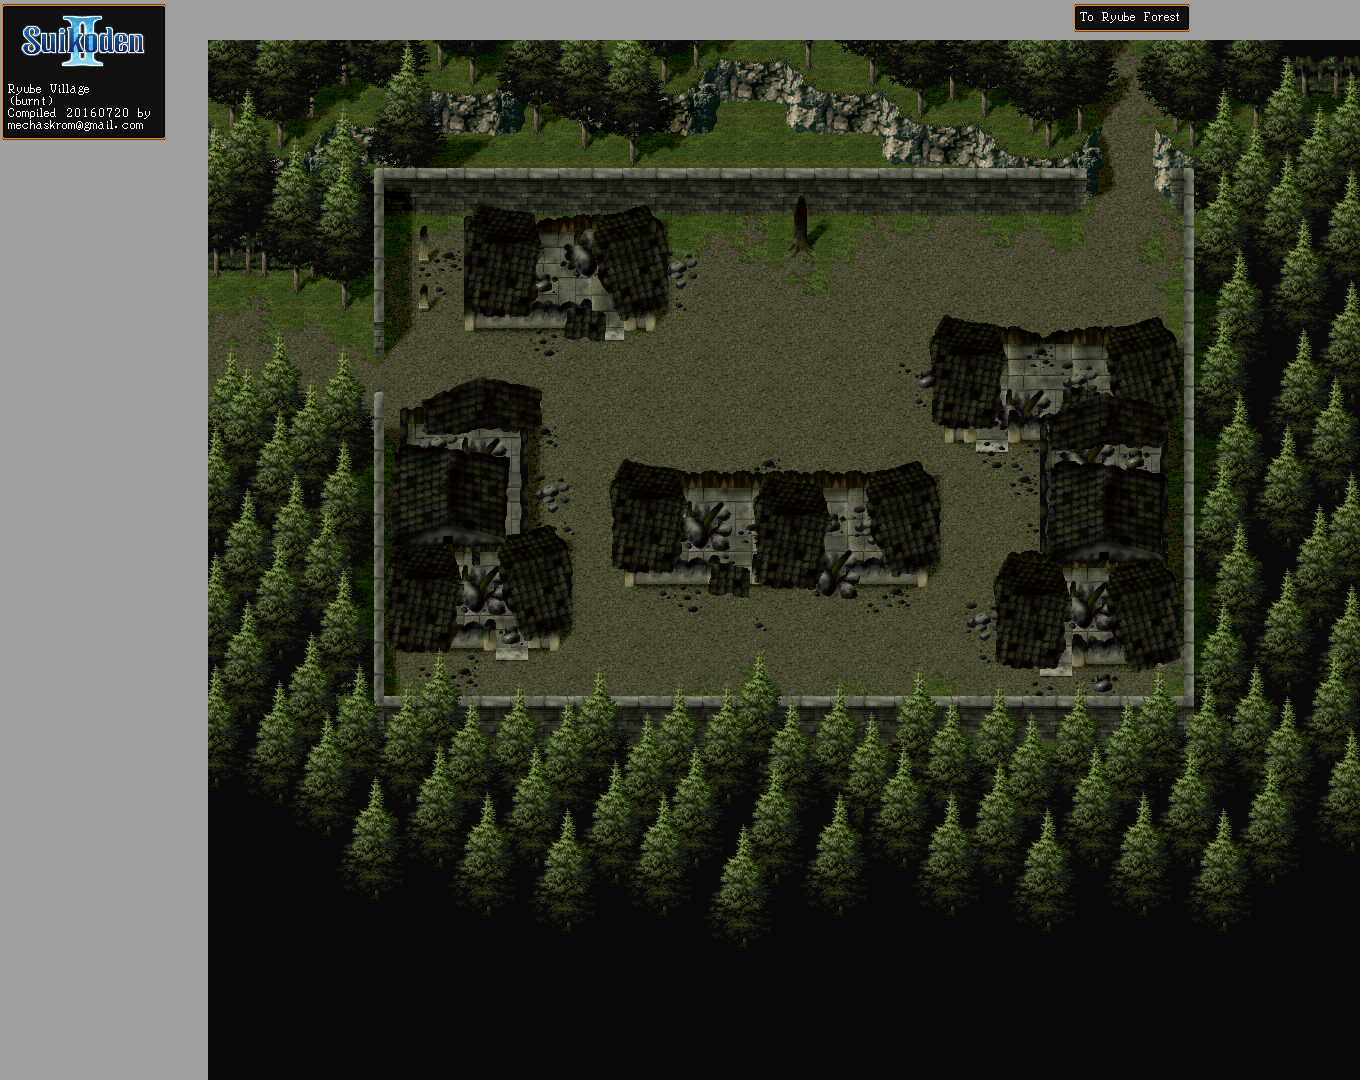 Suikoden II
Ryube Village
(burnt)
Compiled 20160720 by
mechaskrom@gmail.com
To Ryube Forest